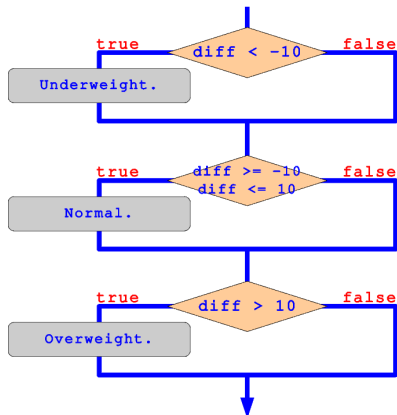 true
false
diff < -10
Underweight.
true
false
diff >= -10
diff <= 10
Normal.
true
false
diff > 10
Overweight.